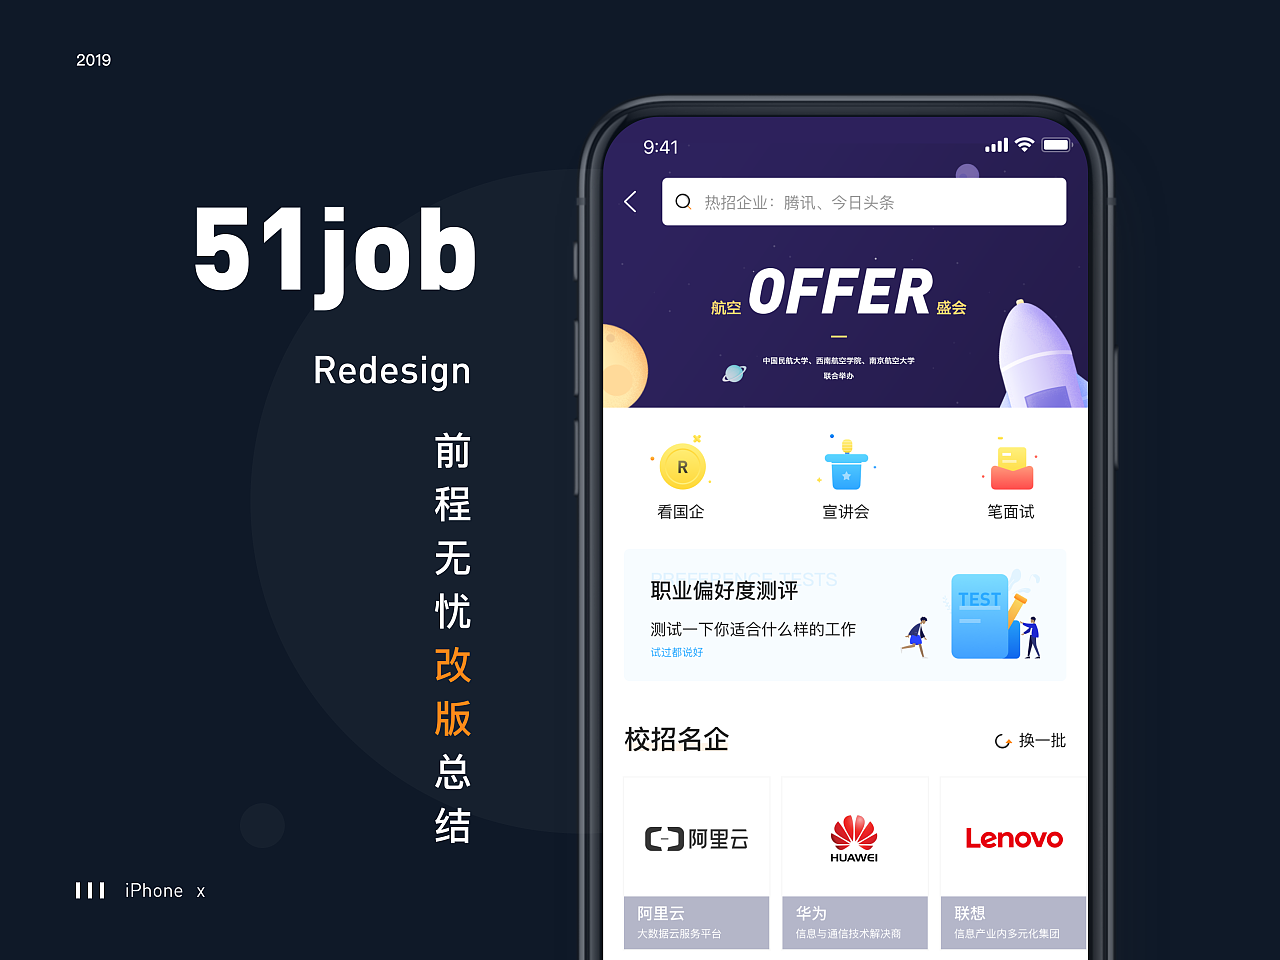 2019
51job
Redesign
前程无忧改版总结
iPhone x
9:41
热招企业：腾讯、今日头条
航空 OFFER 盛会
中国民航大学、西南航空学院、南京航空大学
联合举办
R
看国企
宣讲会
笔面试
PREFERENCE TESTS
职业偏好度测评
测试一下你适合什么样的工作
试过都说好
TEST
校招名企
换一批
阿里云
HUAWEI
Lenovo
阿里云
大数据云服务平台
华为
信息与通信技术解决商
联想
信息产业内多元化集团